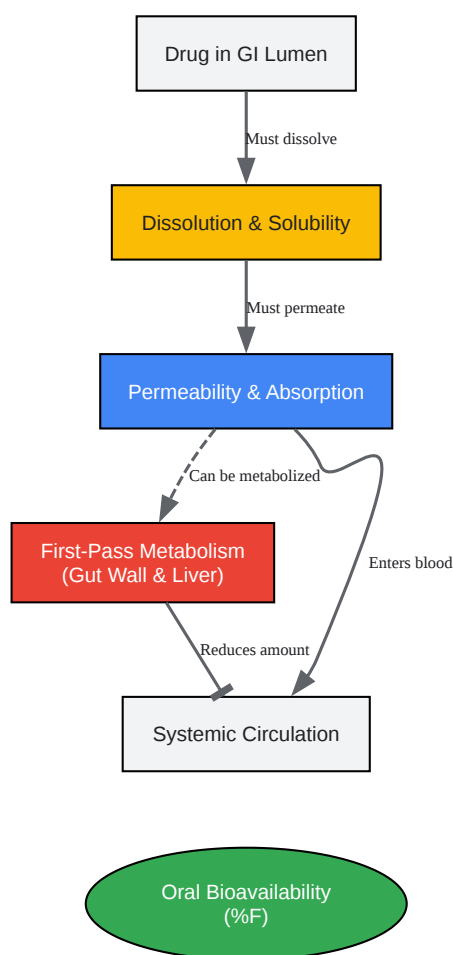 Drug in GI Lumen
Must dissolve
Dissolution & Solubility
Must permeate
Permeability & Absorption
Can be metabolized
First-Pass Metabolism
(Gut Wall & Liver)
Enters blood
Reduces amount
Systemic Circulation
Oral Bioavailability
(%F)